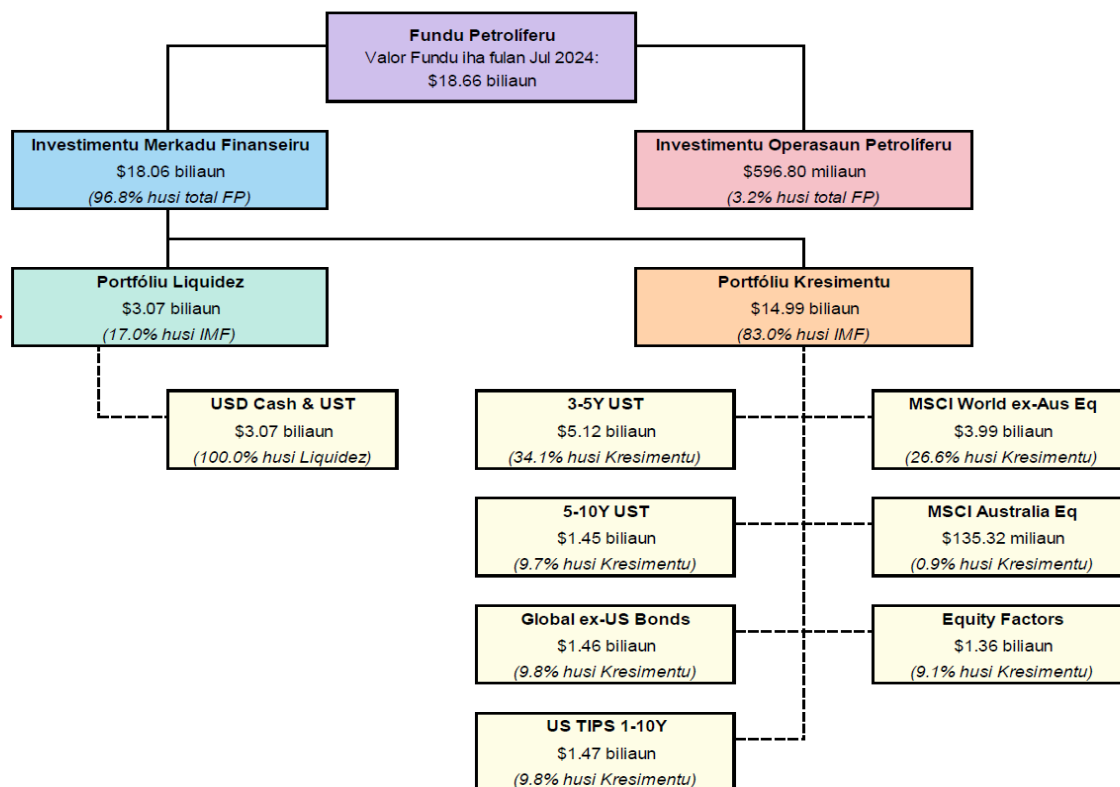 Fundu Petrolíferu
Valor Fundu iha fulan Jul 2024:
$18.66 biliaun
Investimentu Merkadu Finanseiru
$18.06 biliaun
(96.8% husi total FP)
Investimentu Operasaun Petrolíferu
$596.80 miliaun
(3.2% husi total FP)
Portfóliu Liquidez
$3.07 biliaun
(17.0% husi IMF)
Portfóliu Kresimentu
$14.99 biliaun
(83.0% husi IMF)
USD Cash & UST
$3.07 biliaun
(100.0% husi Liquidez)
3-5Y UST
$5.12 biliaun
(34.1% husi Kresimentu)
MSCI World ex-Aus Eq
$3.99 biliaun
(26.6% husi Kresimentu)
5-10Y UST
$1.45 biliaun
(9.7% husi Kresimentu)
MSCI Australia Eq
$135.32 miliaun
(0.9% husi Kresimentu)
Global ex-US Bonds
$1.46 biliaun
(9.8% husi Kresimentu)
Equity Factors
$1.36 biliaun
(9.1% husi Kresimentu)
US TIPS 1-10Y
$1.47 biliaun
(9.8% husi Kresimentu)